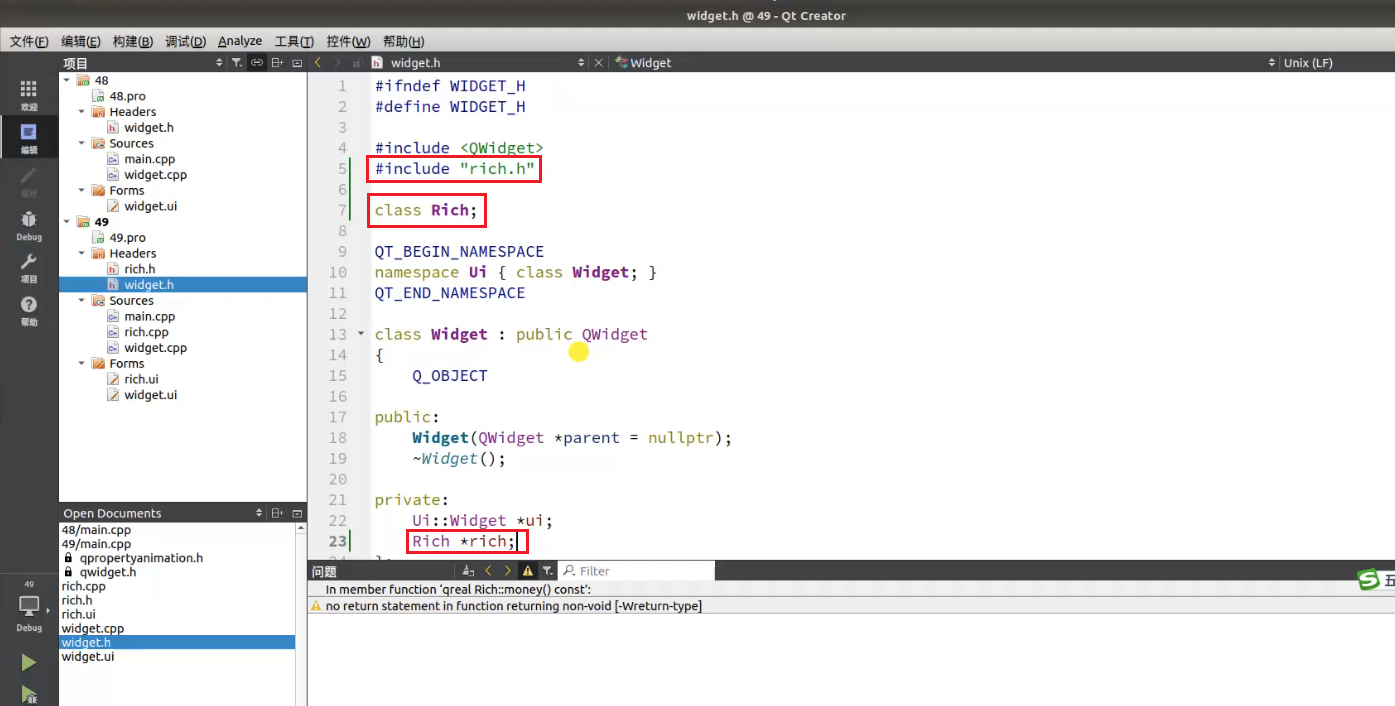 widget.h @ 49 - Qt Creator
文件(F) 编辑(E) 构建(B) 调试(D) Analyze 工具(T) 控件(W) 帮助(H)
项目
widget.h
Widget
Unix (LF)
欢迎
编辑
设计
Debug
项目
帮助
48
48.pro
Headers
widget.h
Sources
main.cpp
widget.cpp
Forms
widget.ui
49
49.pro
Headers
rich.h
widget.h
Sources
main.cpp
rich.cpp
widget.cpp
Forms
rich.ui
widget.ui
1 #ifndef WIDGET_H
2 #define WIDGET_H
3
4 #include <QWidget>
5 #include "rich.h"
6
7 class Rich;
8
9 QT_BEGIN_NAMESPACE
10 namespace Ui { class Widget; }
11 QT_END_NAMESPACE
12
13 class Widget : public QWidget
14 {
15 Q_OBJECT
16
17 public:
18 Widget(QWidget *parent = nullptr);
19 ~Widget();
20
21 private:
22 Ui::Widget *ui;
23 Rich *rich;
24 };
Open Documents
48/main.cpp
49/main.cpp
qpropertyanimation.h
qwidget.h
rich.cpp
rich.h
rich.ui
widget.cpp
widget.h
widget.ui
49
Debug
问题
Filter
In member function ‘qreal Rich::money() const’:
no return statement in function returning non-void [-Wreturn-type]
S 五